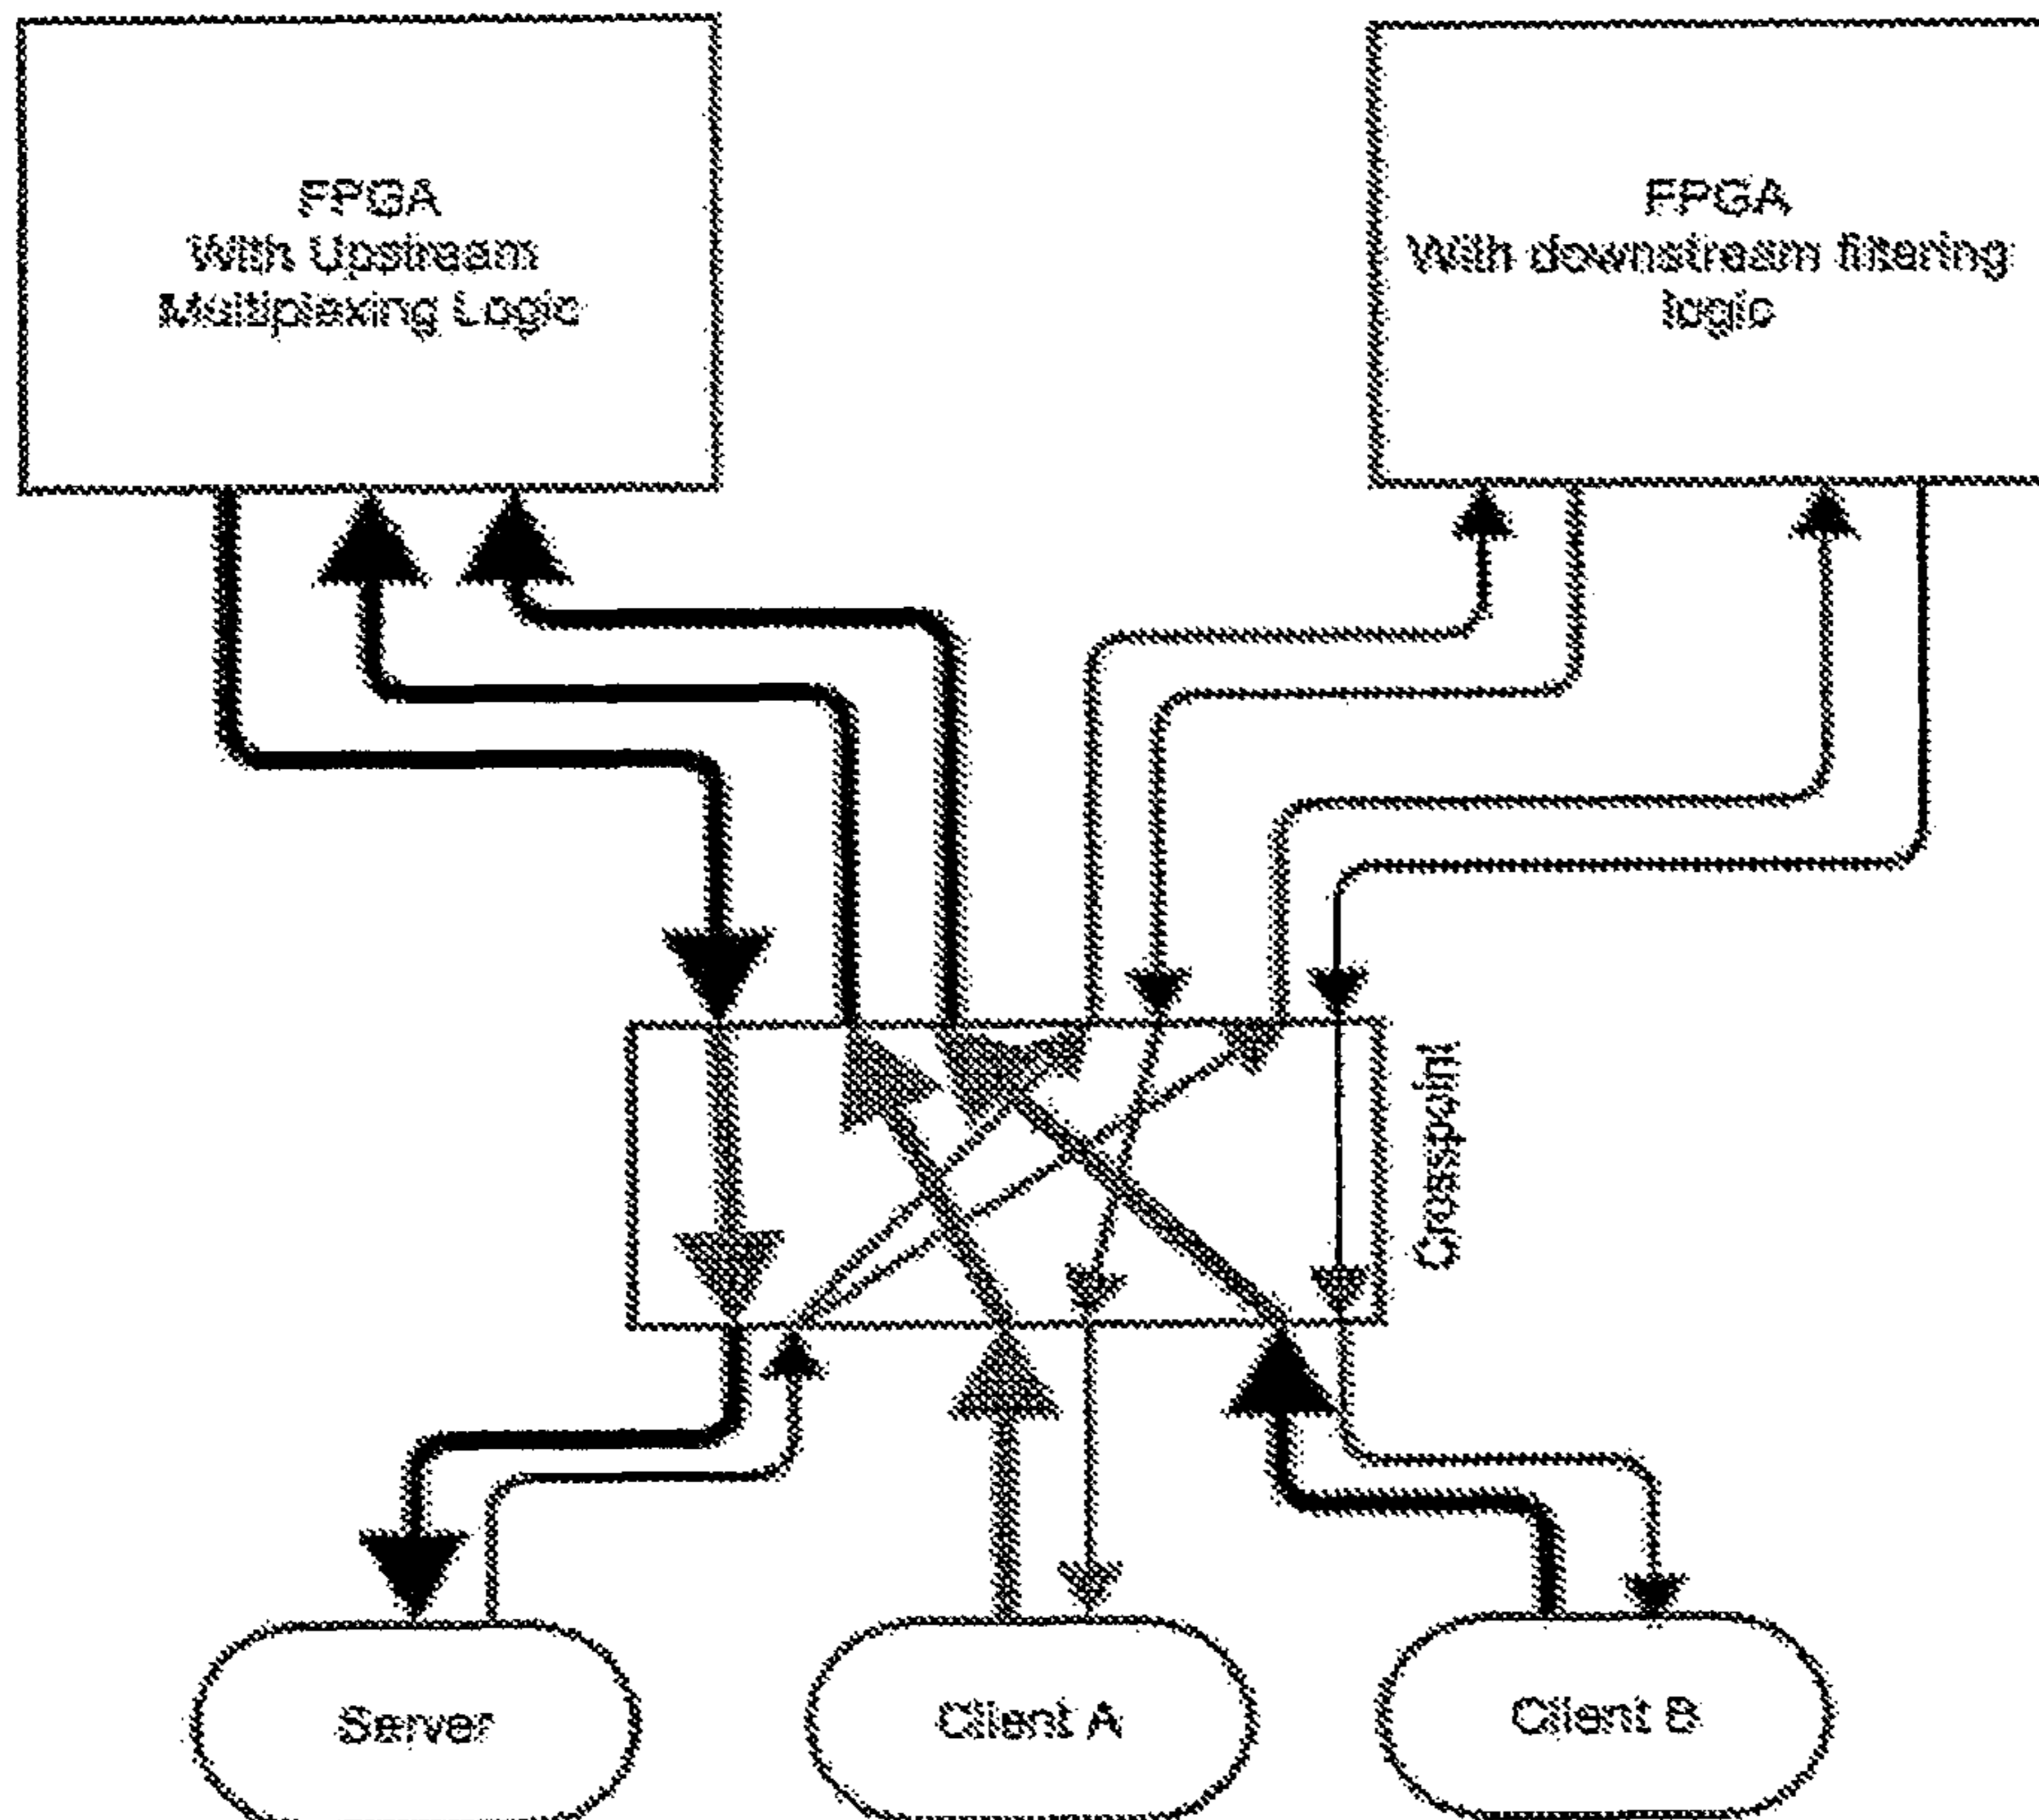 FPGA
With Upstream
Multiplexing Logic
FPGA
With downstream filtering
logic
Crosspoint
Server
Client A
Client B